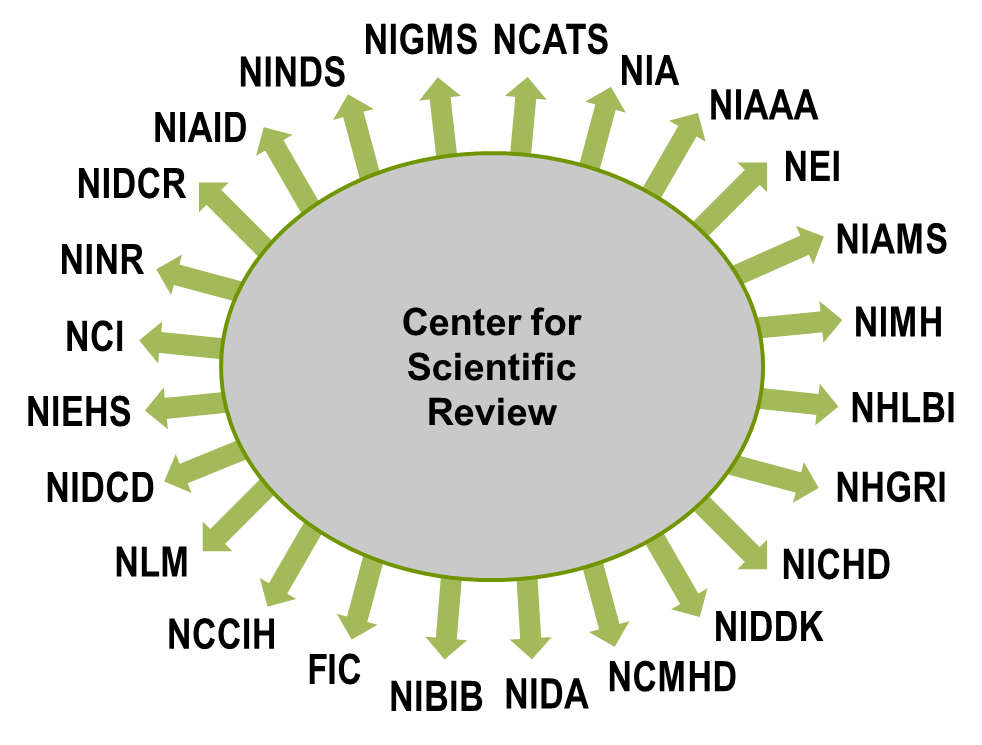 NIGMS
NCATS
NIA
NIAAA
NEI
NIAMS
NIMH
NHLBI
NHGRI
NICHD
NIDDK
NCMHD
NIDA
NIBIB
FIC
NCCIH
NLM
NIDCD
NIEHS
NCI
NINR
NIDCR
NIAID
NINDS
Center for
Scientific
Review